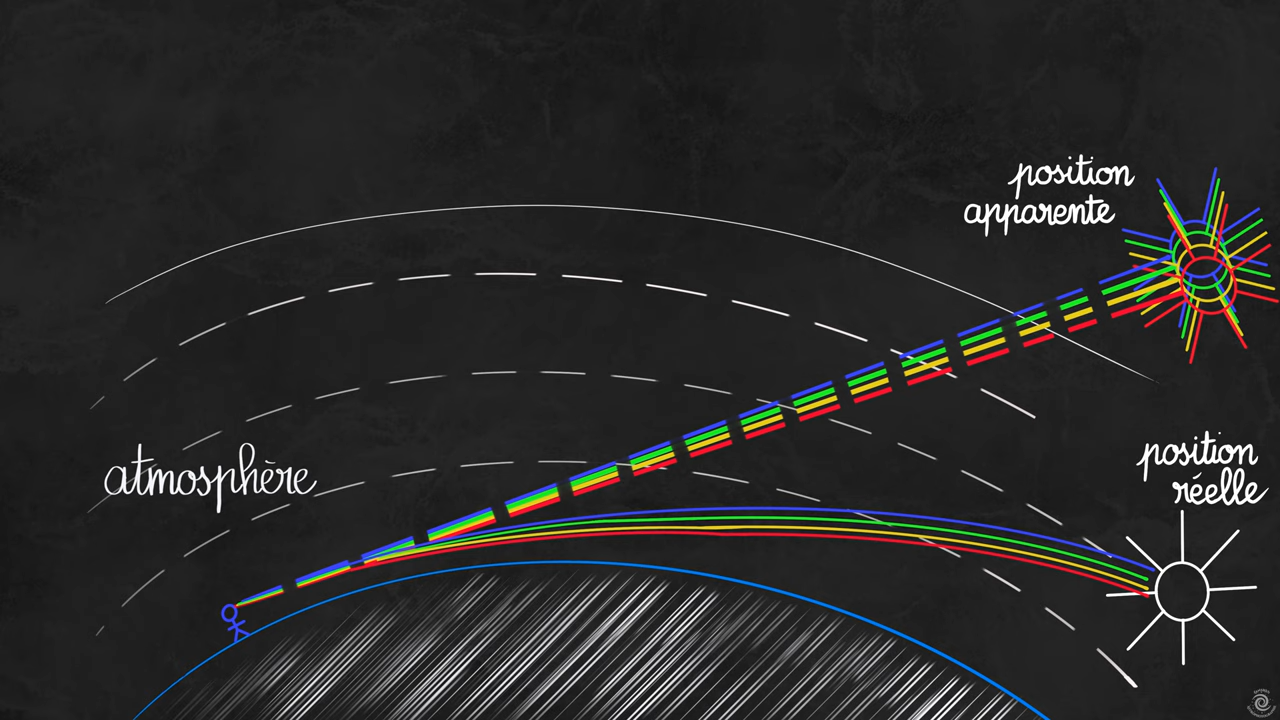 position
apparente
position
réelle
atmosphère